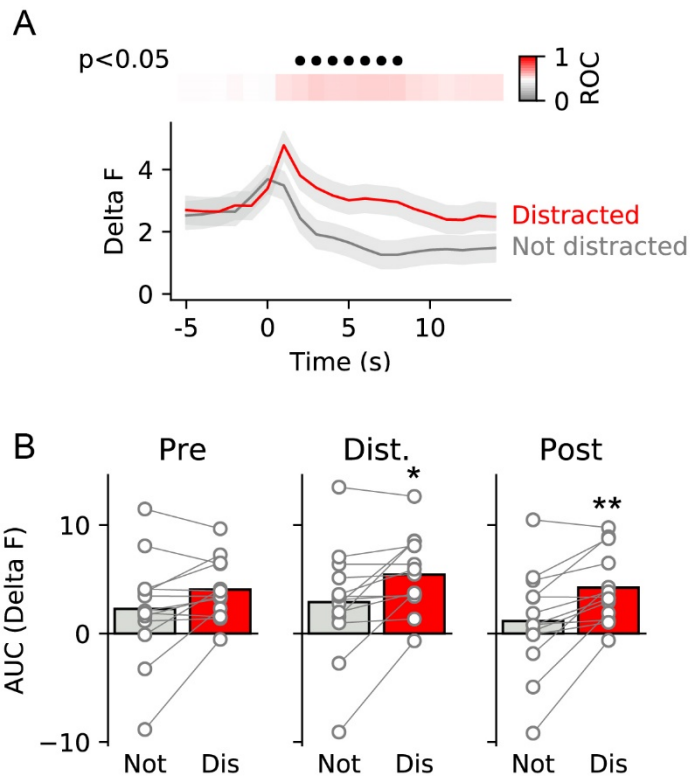 A
p<0.05
1
0
ROC
4
2
0
Delta F
Distracted
Not distracted
-5
0
5
10
Time (s)
B
Pre
Dist.
Post
*
**
10
0
−10
AUC (Delta F)
Not
Dis
Not
Dis
Not
Dis